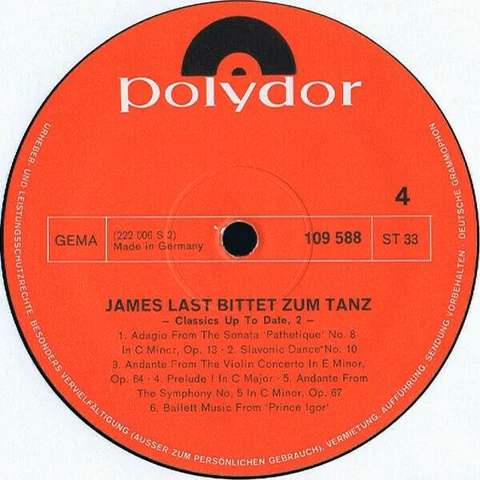 polydor
4
GEMA
(222 006 S 2)
Made in Germany
109 588
ST 33
JAMES LAST BITTET ZUM TANZ
– Classics Up To Date, 2 –
1. Adagio From The Sonata 'Pathetique' No. 8
In C Minor, Op. 13 · 2. Slavonic Dance No. 10
3. Andante From The Violin Concerto In E Minor,
Op. 64 · 4. Prelude I In C Major · 5. Andante From
The Symphony No. 5 In C Minor, Op. 67
6. Ballett Music From 'Prince Igor'
URHEBER- UND LEISTUNGSSCHUTZRECHTE, BESONDERS VERVIELFÄLTIGUNG (AUSSER ZUM PERSÖNLICHEN GEBRAUCH), VERMIETUNG, AUFFÜHRUNG, SENDUNG VORBEHALTEN · DEUTSCHE GRAMMOPHON